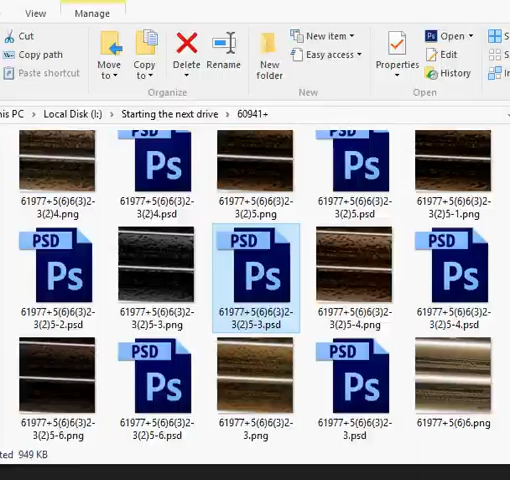 View
Manage
Cut
Copy path
Paste shortcut
Move to
Copy to
Delete
Rename
New folder
New item
Easy access
Properties
Open
Edit
History
Organize
New
Open
his PC > Local Disk (I:) > Starting the next drive > 60941+
61977+5(6)6(3)2-3(2)4.png
PSD
Ps
61977+5(6)6(3)2-3(2)4.psd
61977+5(6)6(3)2-3(2)5.png
PSD
Ps
61977+5(6)6(3)2-3(2)5.psd
61977+5(6)6(3)2-3(2)5-1.png
PSD
Ps
61977+5(6)6(3)2-3(2)5-2.psd
61977+5(6)6(3)2-3(2)5-3.png
PSD
Ps
61977+5(6)6(3)2-3(2)5-3.psd
61977+5(6)6(3)2-3(2)5-4.png
PSD
Ps
61977+5(6)6(3)2-3(2)5-4.psd
61977+5(6)6(3)2-3(2)5-6.png
PSD
Ps
61977+5(6)6(3)2-3(2)5-6.psd
61977+5(6)6(3)2-3.png
PSD
Ps
61977+5(6)6(3)2-3.psd
61977+5(6)6.png
ted 949 KB